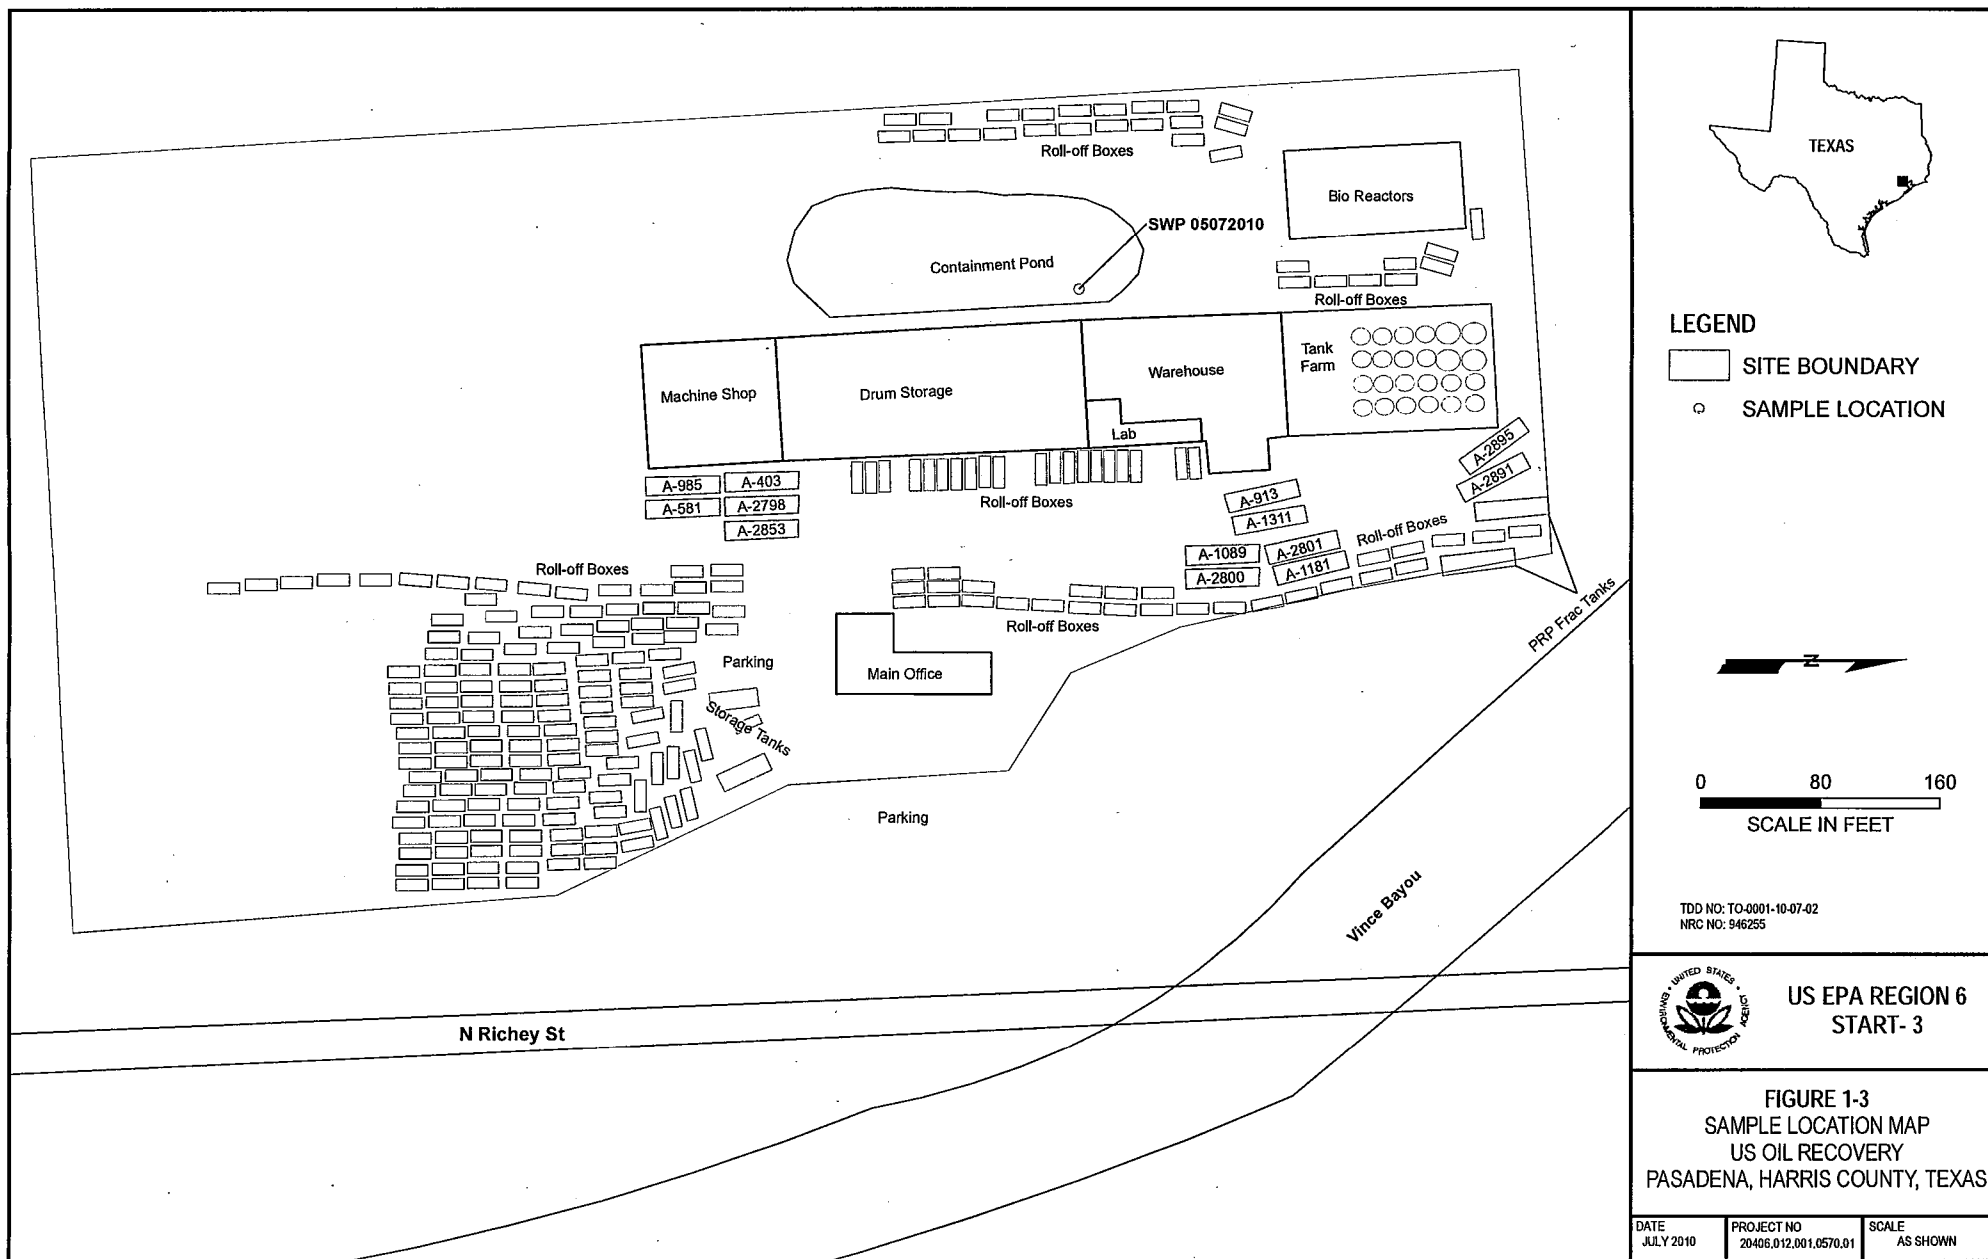 Roll-off Boxes
Bio Reactors
SWP 05072010
Containment Pond
Roll-off Boxes
Machine Shop
Drum Storage
Warehouse
Tank
Farm
Lab
A-985
A-403
A-581
A-2798
A-2853
Roll-off Boxes
A-913
A-1311
A-2895
A-2891
A-1089
A-2801
A-2800
A-1181
Roll-off Boxes
Roll-off Boxes
Roll-off Boxes
Parking
Main Office
Storage Tanks
PRP Frac Tanks
Parking
Vince Bayou
N Richey St
TEXAS
LEGEND
SITE BOUNDARY
SAMPLE LOCATION
N
0 80 160
SCALE IN FEET
TDD NO: TO-0001-10-07-02
NRC NO: 946255
UNITED STATES
ENVIRONMENTAL PROTECTION AGENCY
US EPA REGION 6
START- 3
FIGURE 1-3
SAMPLE LOCATION MAP
US OIL RECOVERY
PASADENA, HARRIS COUNTY, TEXAS
DATE
JULY 2010
PROJECT NO
20406.012.001.0570.01
SCALE
AS SHOWN